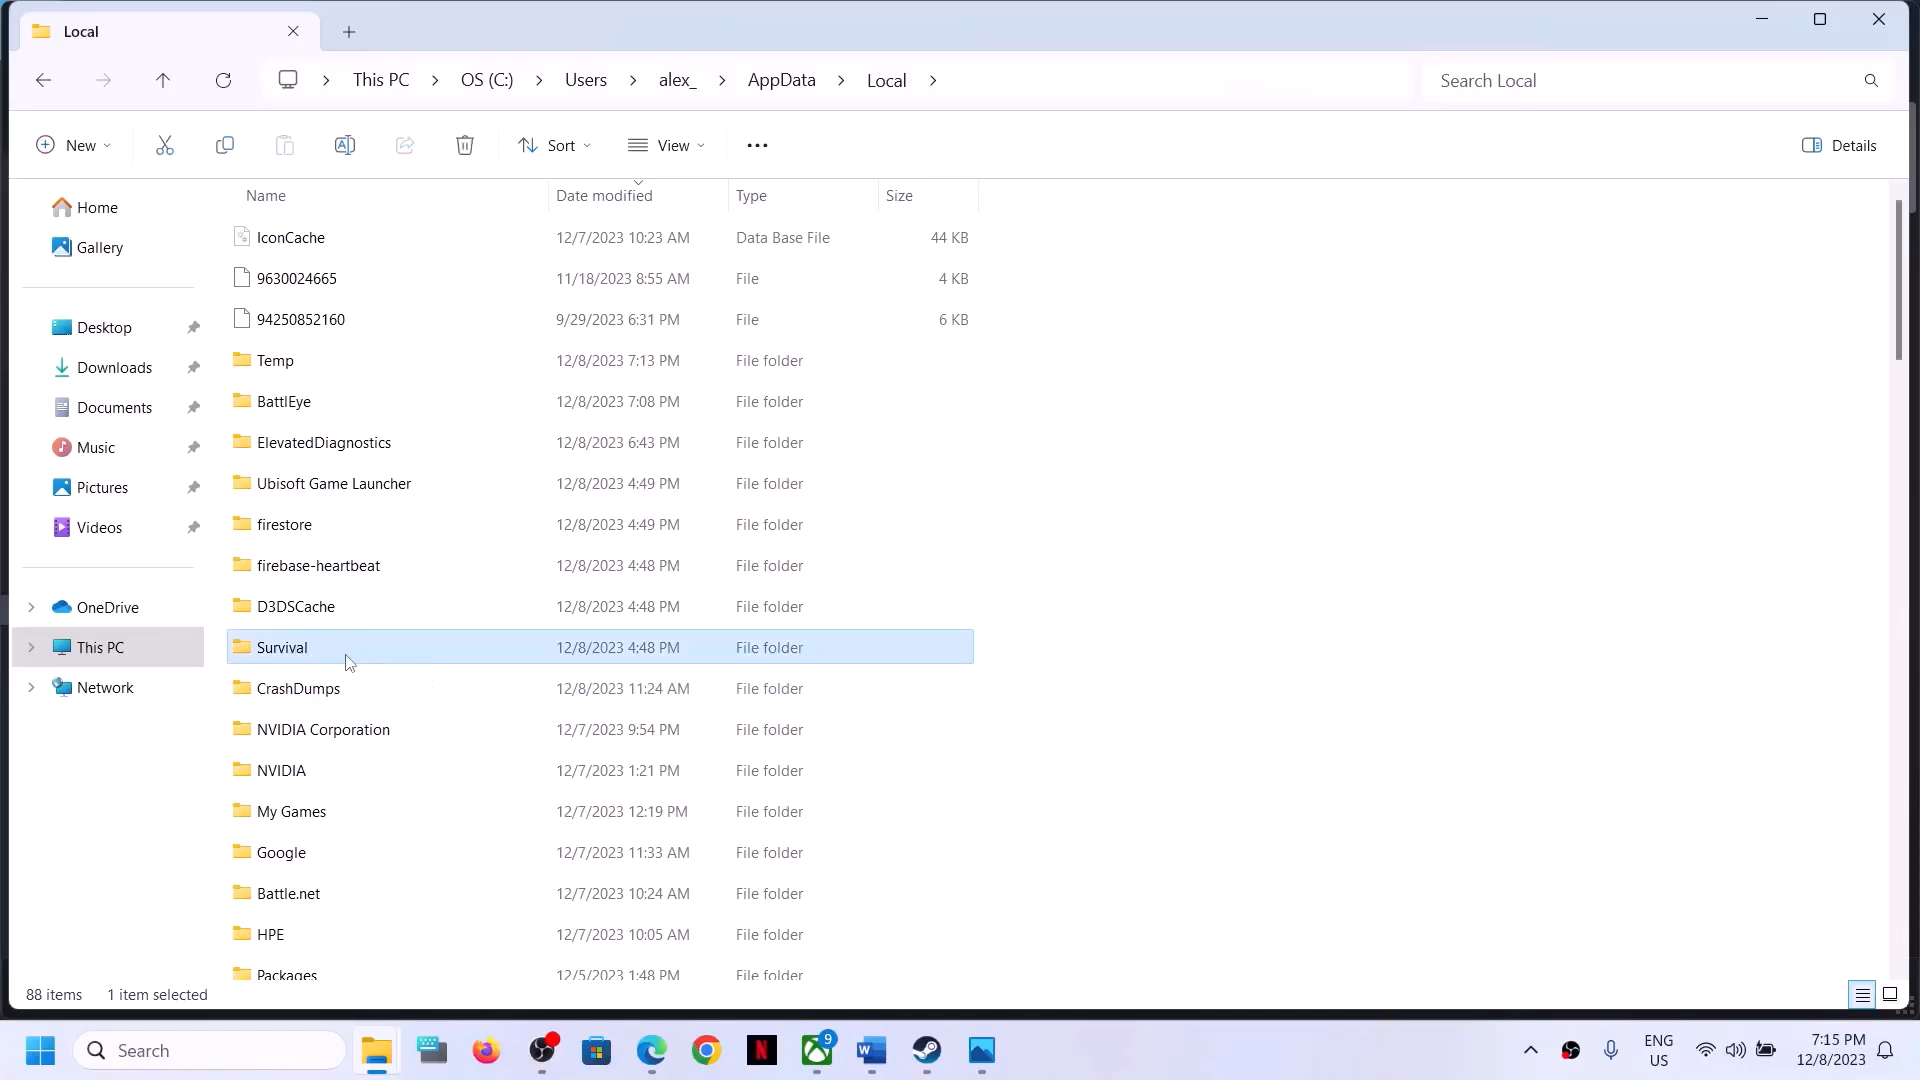 Local
This PC
OS (C:)
Users
alex_
AppData
Local
Search Local
New
Sort
View
Details
Name
Date modified
Type
Size
Home
Gallery
Desktop
Downloads
Documents
Music
Pictures
Videos
OneDrive
This PC
Network
IconCache 12/7/2023 10:23 AM Data Base File 44 KB
9630024665 11/18/2023 8:55 AM File 4 KB
94250852160 9/29/2023 6:31 PM File 6 KB
Temp 12/8/2023 7:13 PM File folder
BattlEye 12/8/2023 7:08 PM File folder
ElevatedDiagnostics 12/8/2023 6:43 PM File folder
Ubisoft Game Launcher 12/8/2023 4:49 PM File folder
firestore 12/8/2023 4:49 PM File folder
firebase-heartbeat 12/8/2023 4:48 PM File folder
D3DSCache 12/8/2023 4:48 PM File folder
Survival 12/8/2023 4:48 PM File folder
CrashDumps 12/8/2023 11:24 AM File folder
NVIDIA Corporation 12/7/2023 9:54 PM File folder
NVIDIA 12/7/2023 1:21 PM File folder
My Games 12/7/2023 12:19 PM File folder
Google 12/7/2023 11:33 AM File folder
Battle.net 12/7/2023 10:24 AM File folder
HPE 12/7/2023 10:05 AM File folder
Packages 12/5/2023 1:48 PM File folder
88 items
1 item selected
Search
N
9
W
ENG
US
7:15 PM
12/8/2023